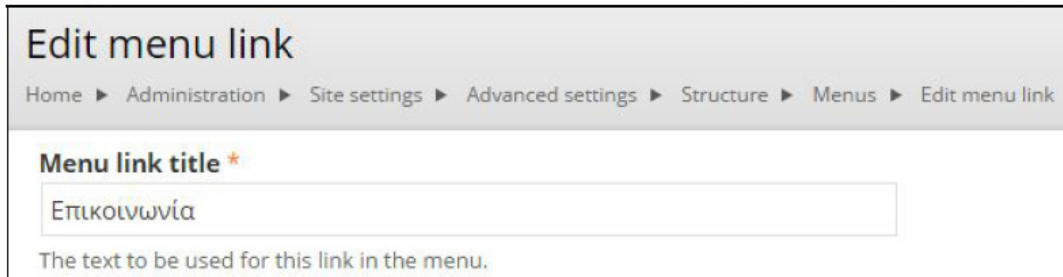 Edit menu link
Home ▶ Administration ▶ Site settings ▶ Advanced settings ▶ Structure ▶ Menus ▶ Edit menu link
Menu link title *
Επικοινωνία
The text to be used for this link in the menu.